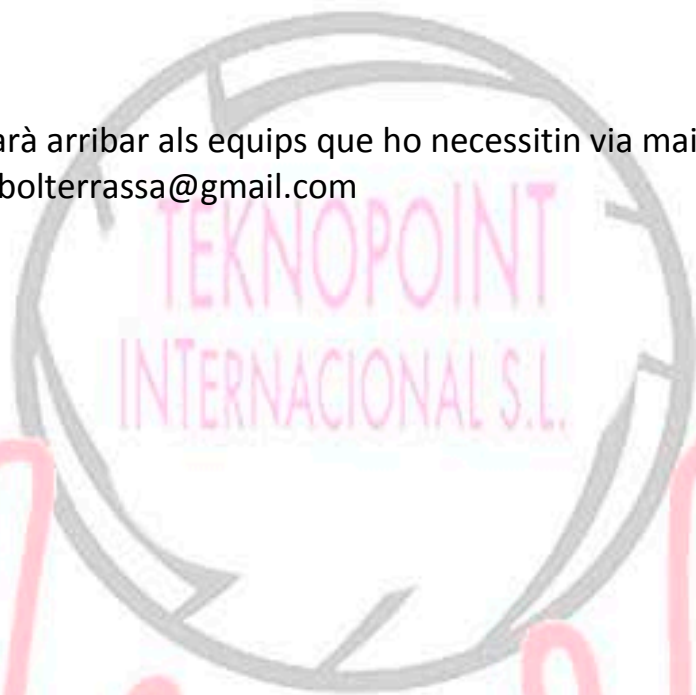 arà arribar als equips que ho necessitin via mai
bolterrassa@gmail.com
TEKNOPOINT
INTERNACIONAL S.L.